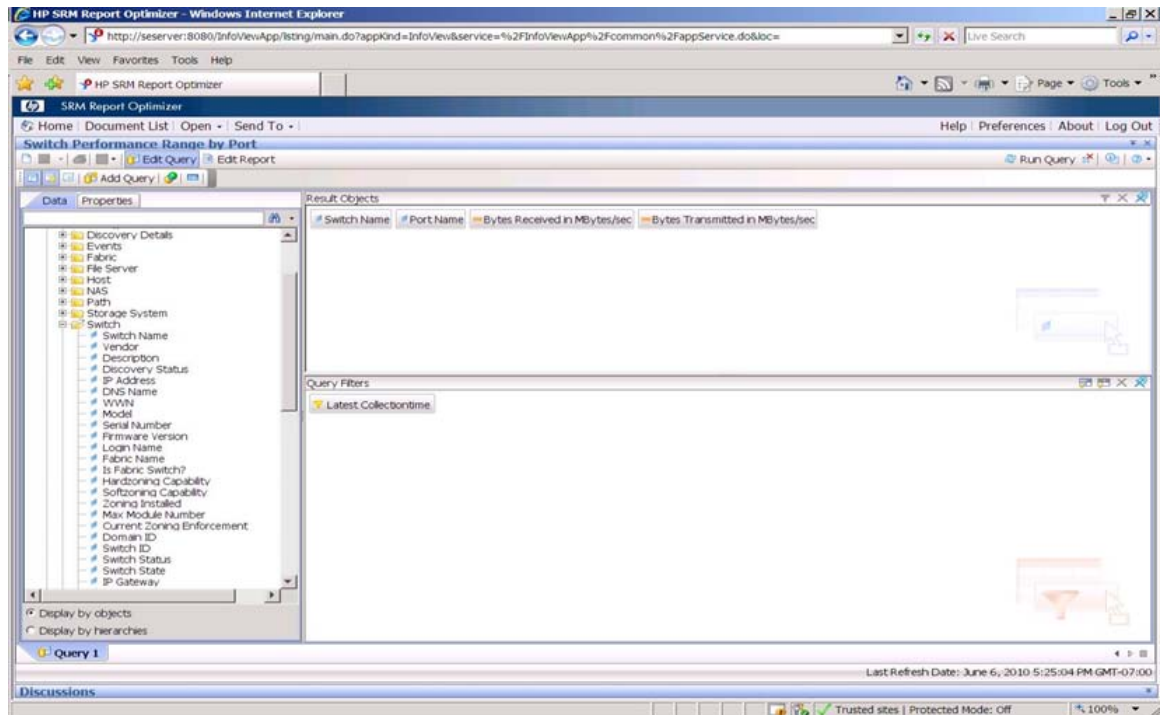 HP SRM Report Optimizer - Windows Internet Explorer
http://seserver:8080/InfoViewApp/listing/main.do?appKind=InfoView&service=%2FInfoViewApp%2Fcommon%2FappService.do&loc=
Live Search
File Edit View Favorites Tools Help
HP SRM Report Optimizer
Page Tools
SRM Report Optimizer
Home Document List Open Send To
Help Preferences About Log Out
Switch Performance Range by Port
Edit Query Edit Report
Run Query
Add Query
Data Properties
Discovery Details
Events
Fabric
File Server
Host
NAS
Path
Storage System
Switch
Switch Name
Vendor
Description
Discovery Status
IP Address
DNS Name
WWN
Model
Serial Number
Firmware Version
Login Name
Fabric Name
Is Fabric Switch?
Hardzoning Capability
Softzoning Capability
Zoning Installed
Max Module Number
Current Zoning Enforcement
Domain ID
Switch ID
Switch Status
Switch State
IP Gateway
Display by objects
Display by hierarchies
Result Objects
Switch Name Port Name Bytes Received in MBytes/sec Bytes Transmitted in MBytes/sec
Query Filters
Latest Collectiontime
Query 1
Last Refresh Date: June 6, 2010 5:25:04 PM GMT-07:00
Discussions
Trusted sites | Protected Mode: Off
100%